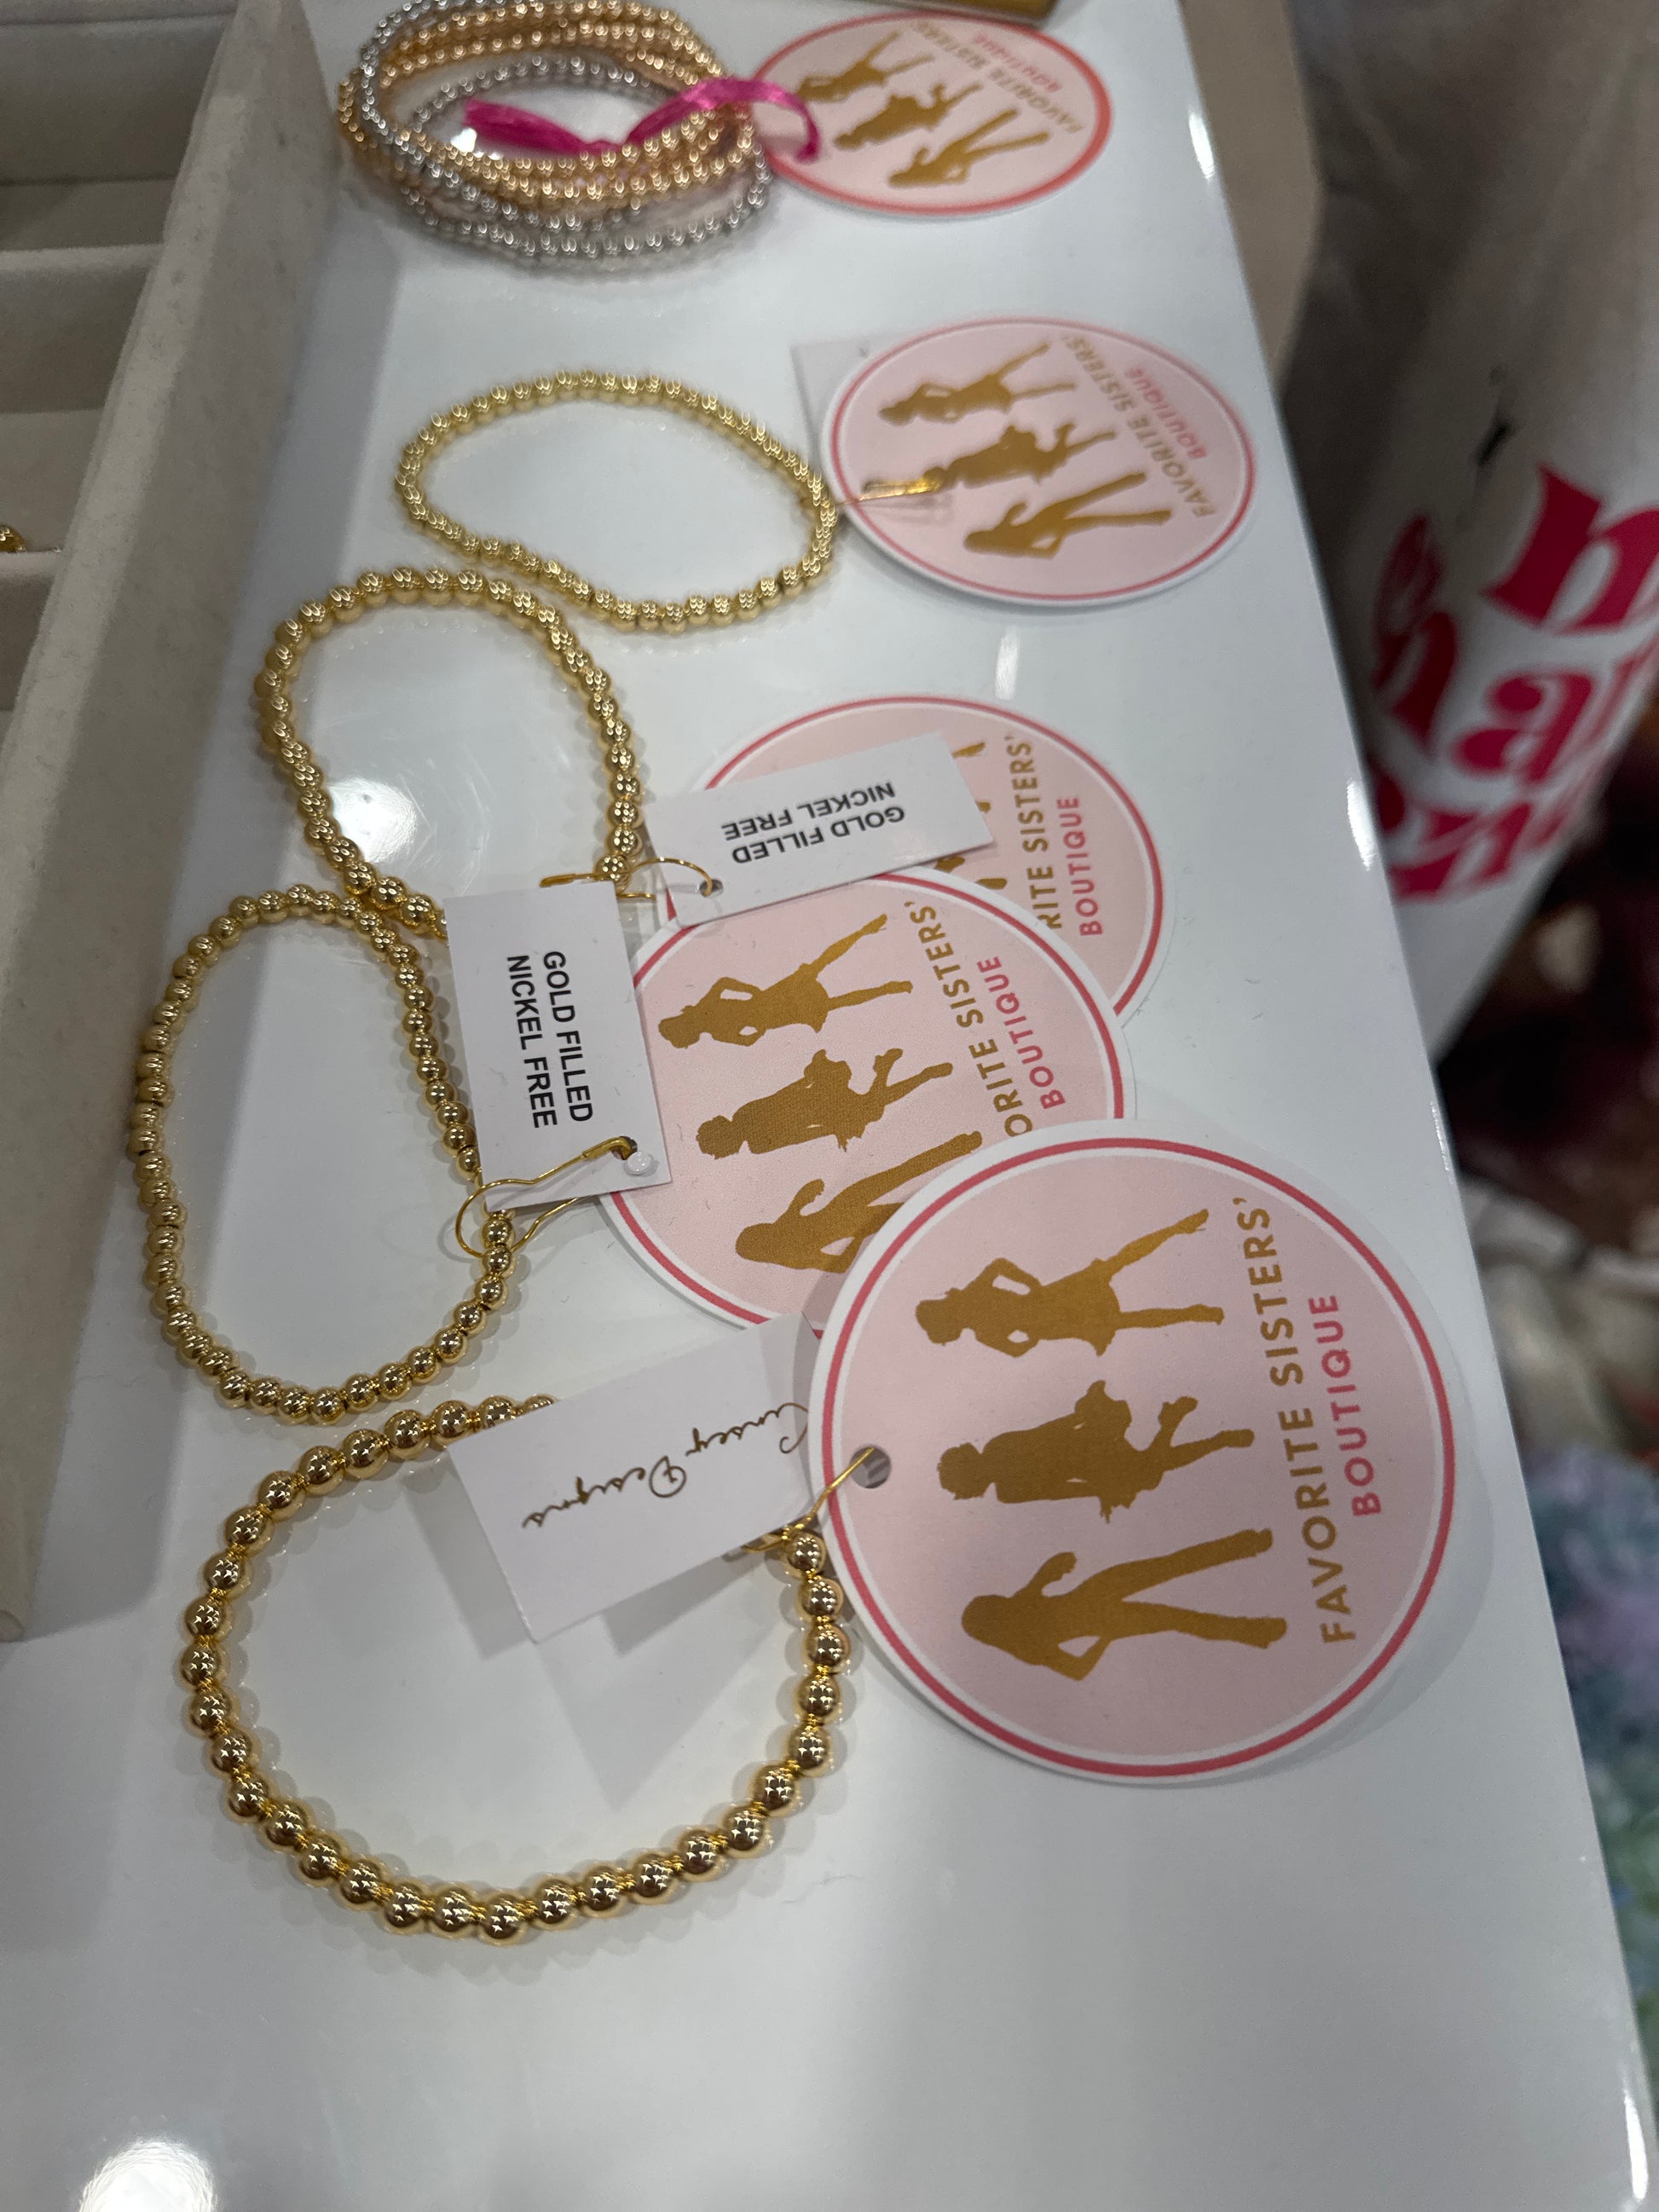 FAVORITE SISTERS'
BOUTIQUE
FAVORITE SISTERS'
BOUTIQUE
RITE SISTERS'
BOUTIQUE
GOLD FILLED
NICKEL FREE
ORITE SISTERS'
BOUTIQUE
GOLD FILLED
NICKEL FREE
Designs
FAVORITE SISTERS'
BOUTIQUE